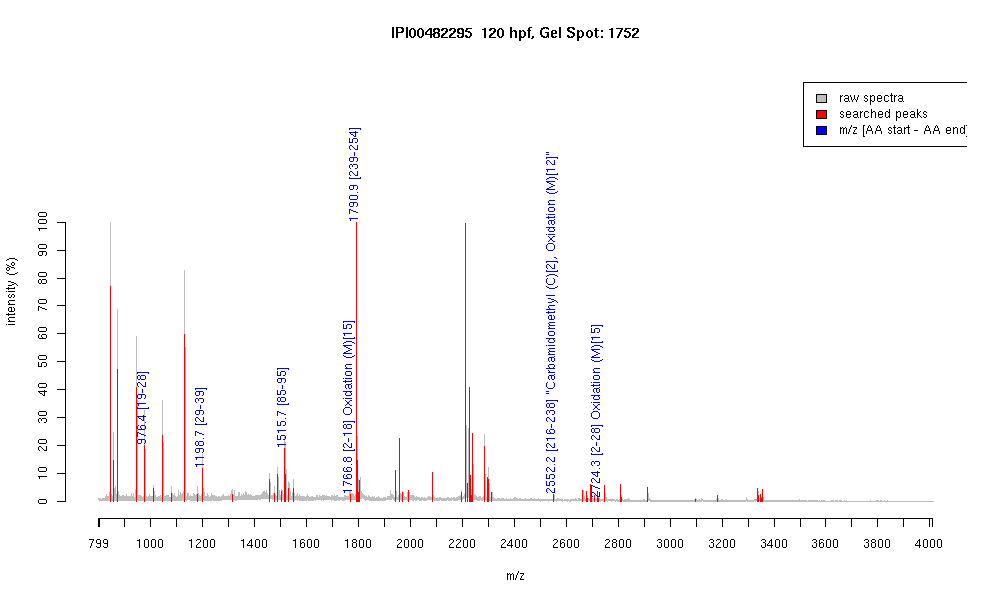 IPI00482295 120 hpf, Gel Spot: 1752
raw spectra
searched peaks
m/z [AA start - AA end]
intensity (%)
100
90
80
70
60
50
40
30
20
10
0
976.4 [19-28]
1198.7 [29-39]
1515.7 [85-95]
1766.8 [2-18] Oxidation (M)[15]
1790.9 [239-254]
2552.2 [216-238] "Carbamidomethyl (C)[2], Oxidation (M)[12]"
2724.3 [2-28] Oxidation (M)[15]
799 1000 1200 1400 1600 1800 2000 2200 2400 2600 2800 3000 3200 3400 3600 3800 4000
m/z